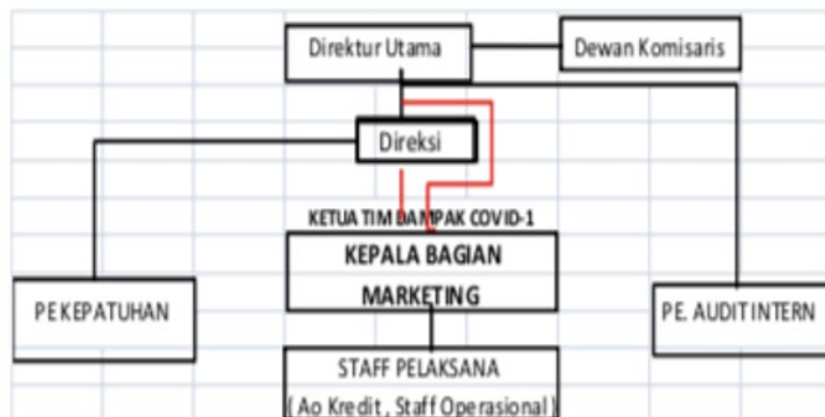 Direktur Utama
Dewan Komisaris
Direksi
KETUA TIM DAMPAK COVID-1
KEPALA BAGIAN
MARKETING
PE KEPATUHAN
PE. AUDIT INTERN
STAFF PELAKSANA
( Ao Kredit , Staff Operasional )